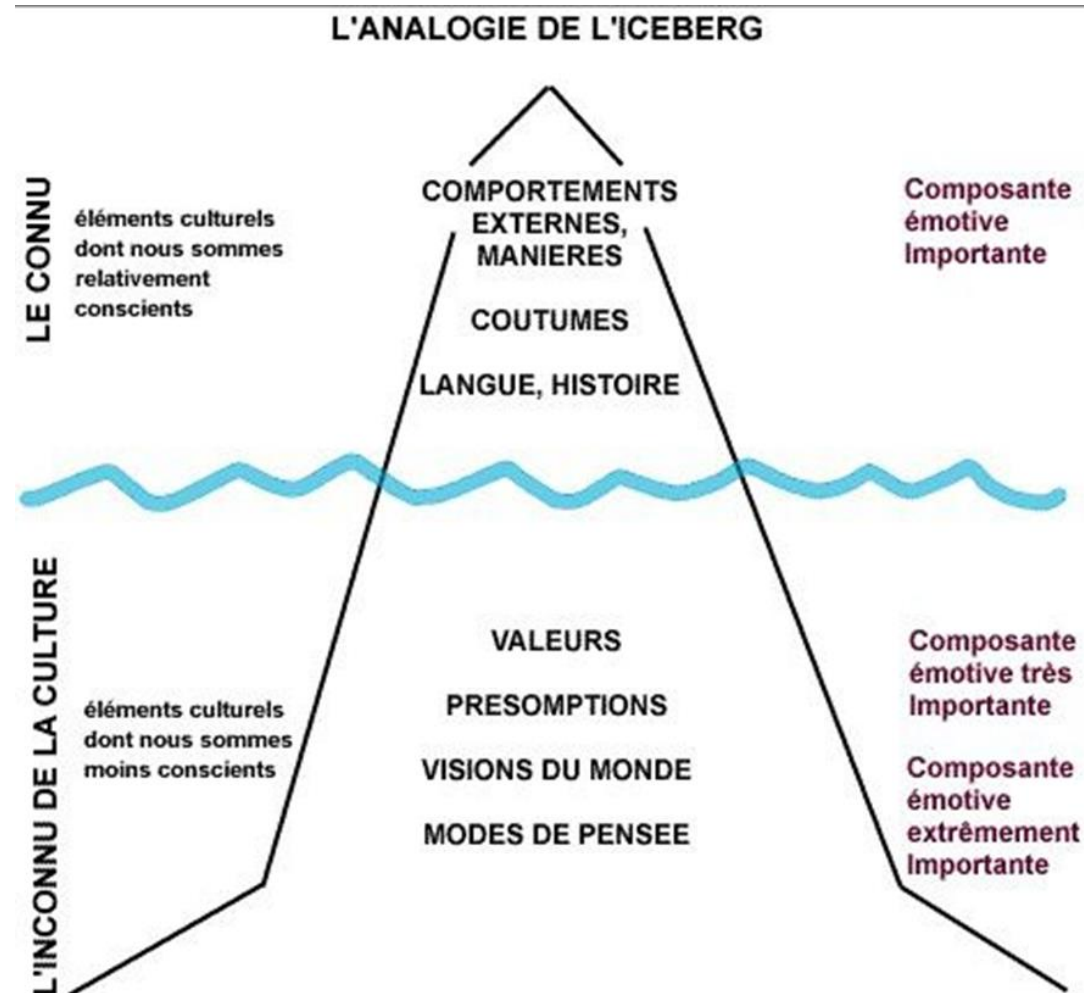 L'ANALOGIE DE L'ICEBERG
LE CONNU
éléments culturels
dont nous sommes
relativement
conscients
COMPORTEMENTS
EXTERNES,
MANIERES
COUTUMES
LANGUE, HISTOIRE
Composante
émotive
Importante
L'INCONNU DE LA CULTURE
éléments culturels
dont nous sommes
moins conscients
VALEURS
PRESOMPTIONS
VISIONS DU MONDE
MODES DE PENSEE
Composante
émotive très
Importante
Composante
émotive
extrêmement
Importante